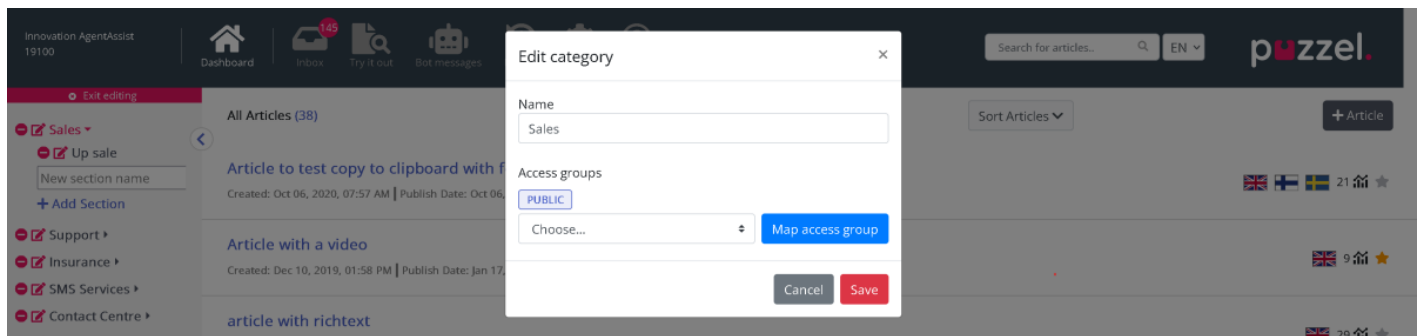 Innovation AgentAssist
19100
Dashboard
145
Inbox
Try it out
Bot messages
Search for articles..
EN
puzzel.
Exit editing
Sales
Up sale
New section name
+ Add Section
Support
Insurance
SMS Services
Contact Centre
All Articles (38)
Sort Articles
+ Article
Article to test copy to clipboard with f
Created: Oct 06, 2020, 07:57 AM | Publish Date: Oct 06,
21
Article with a video
Created: Dec 10, 2019, 01:58 PM | Publish Date: Jan 17,
9
article with richtext
29
Edit category
×
Name
Sales
Access groups
PUBLIC
Choose...
Map access group
Cancel
Save